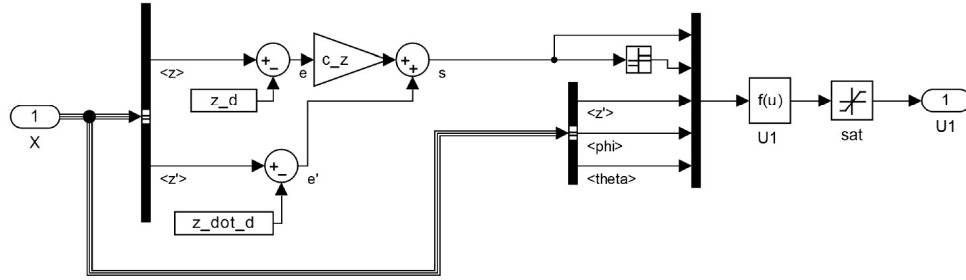 1
X
<z>
z_d
<z'>
z_dot_d
+
−
e
c_z
+
+
s
+
−
e'
<z'>
<phi>
<theta>
f(u)
U1
sat
1
U1